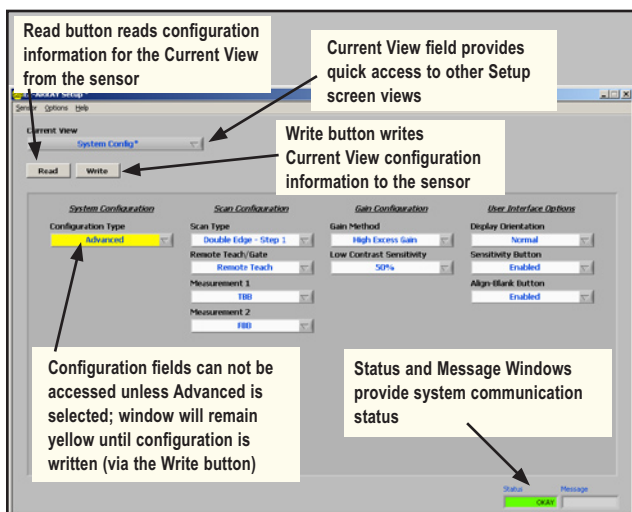 Read button reads configuration
information for the Current View
from the sensor
Current View field provides
quick access to other Setup
screen views
Setup
Sensor Options Help
Current View
System Config*
Write button writes
Current View configuration
information to the sensor
Read Write
System Configuration Scan Configuration Gain Configuration User Interface Options
Configuration Type Scan Type Gain Method Display Orientation
Advanced Double Edge - Step 1 High Excess Gain Normal
Remote Teach/Gate Low Contrast Sensitivity Sensitivity Button
Remote Teach 50% Enabled
Measurement 1 Align-Blank Button
TBB Enabled
Measurement 2
FBB
Configuration fields can not be
accessed unless Advanced is
selected; window will remain
yellow until configuration is
written (via the Write button)
Status and Message Windows
provide system communication
status
Status Message
OKAY